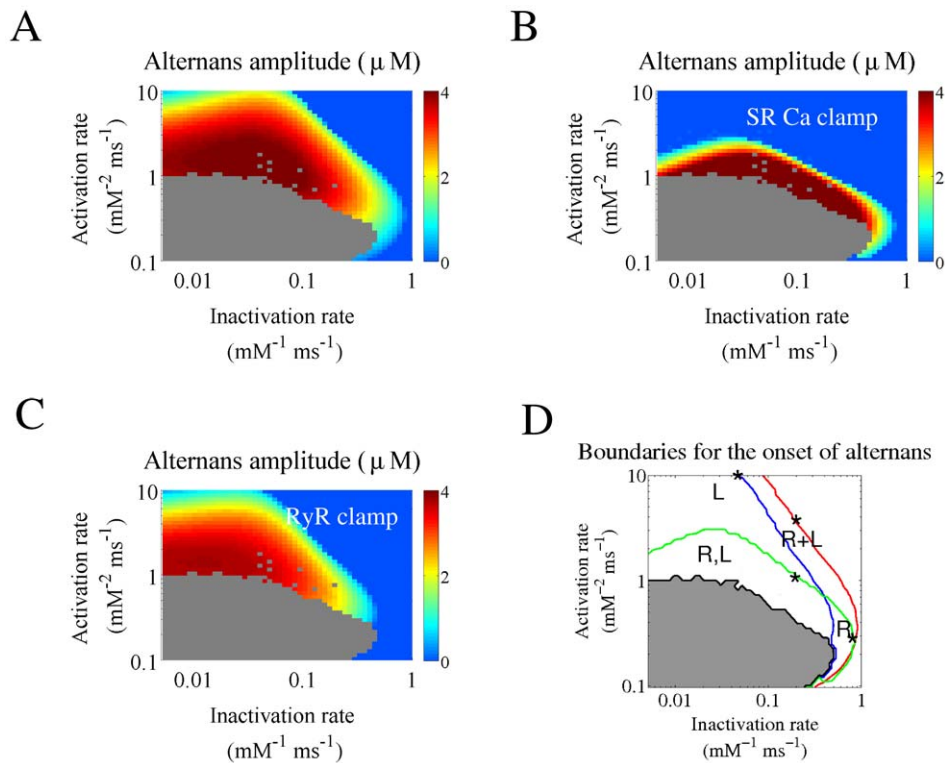 A
Alternans amplitude ( μ M)
Activation rate
(mM⁻² ms⁻¹)
10
1
0.1
0.01
0.1
1
4
2
0
Inactivation rate
(mM⁻¹ ms⁻¹)
B
Alternans amplitude ( μ M)
SR Ca clamp
Activation rate
(mM⁻² ms⁻¹)
10
1
0.1
0.01
0.1
1
4
2
0
Inactivation rate
(mM⁻¹ ms⁻¹)
C
Alternans amplitude ( μ M)
RyR clamp
Activation rate
(mM⁻² ms⁻¹)
10
1
0.1
0.01
0.1
1
4
2
0
Inactivation rate
(mM⁻¹ ms⁻¹)
D
Boundaries for the onset of alternans
Activation rate
(mM⁻² ms⁻¹)
10
1
0.1
L
R+L
R,L
R
0.01
0.1
1
Inactivation rate
(mM⁻¹ ms⁻¹)